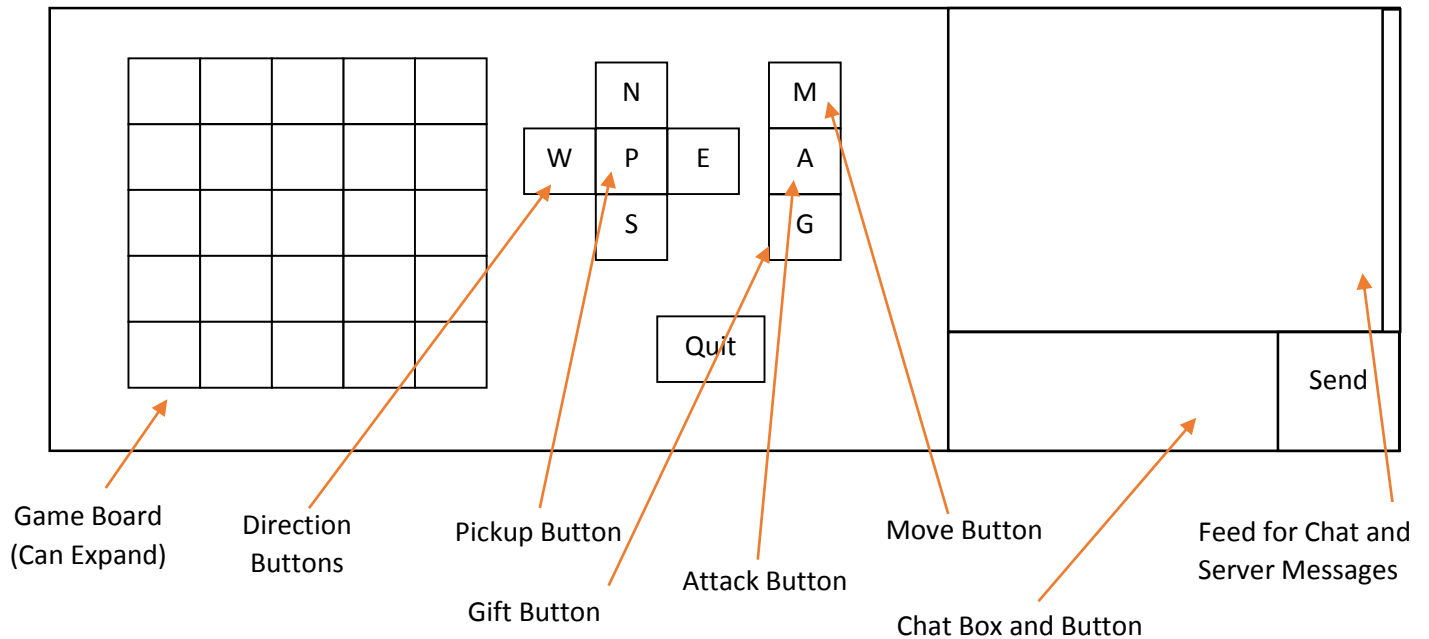 N
M
W
P
E
A
S
G
Quit
Send
Game Board
(Can Expand)
Direction
Buttons
Pickup Button
Gift Button
Attack Button
Move Button
Chat Box and Button
Feed for Chat and
Server Messages